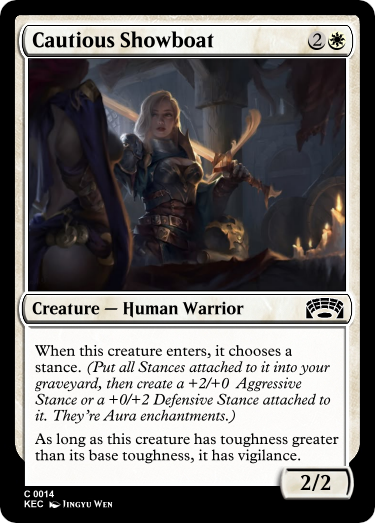 Cautious Showboat 2
Creature — Human Warrior
When this creature enters, it chooses a
stance. (Put all Stances attached to it into your
graveyard, then create a +2/+0  Aggressive
Stance or a +0/+2 Defensive Stance attached to
it. They're Aura enchantments.)
As long as this creature has toughness greater
than its base toughness, it has vigilance.
2/2
C 0014
KEC Jingyu Wen